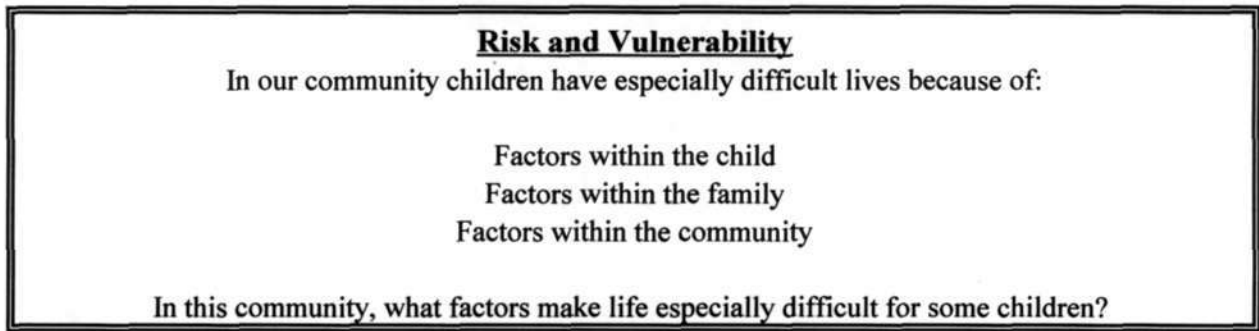 Risk and Vulnerability
In our community children have especially difficult lives because of:
Factors within the child
Factors within the family
Factors within the community
In this community, what factors make life especially difficult for some children?